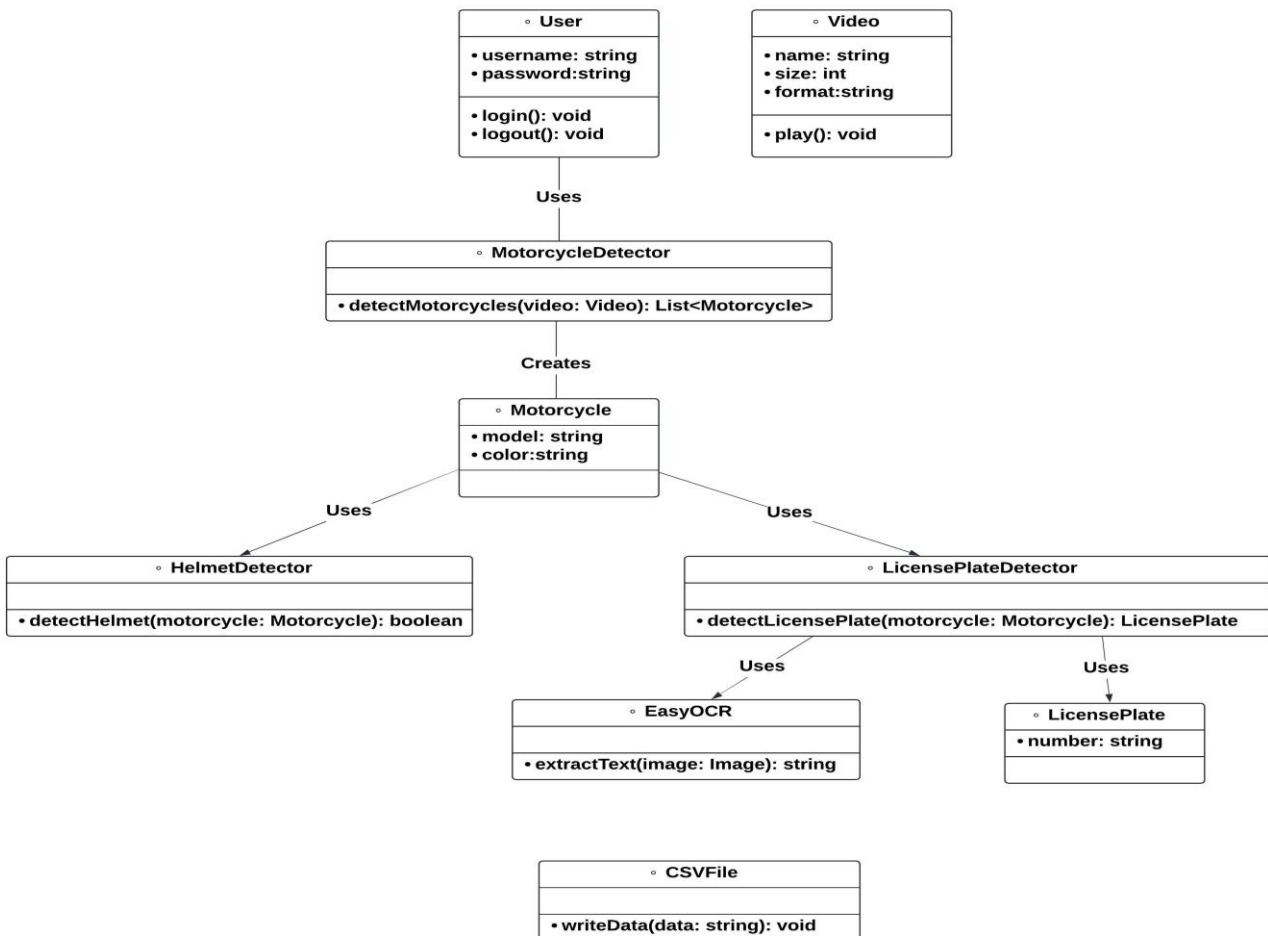 User
username: string
password:string
login(): void
logout(): void
Video
name: string
size: int
format:string
play(): void
Uses
MotorcycleDetector
detectMotorcycles(video: Video): List<Motorcycle>
Creates
Motorcycle
model: string
color:string
Uses
Uses
HelmetDetector
detectHelmet(motorcycle: Motorcycle): boolean
LicensePlateDetector
detectLicensePlate(motorcycle: Motorcycle): LicensePlate
Uses
Uses
EasyOCR
extractText(image: Image): string
LicensePlate
number: string
CSVFile
writeData(data: string): void